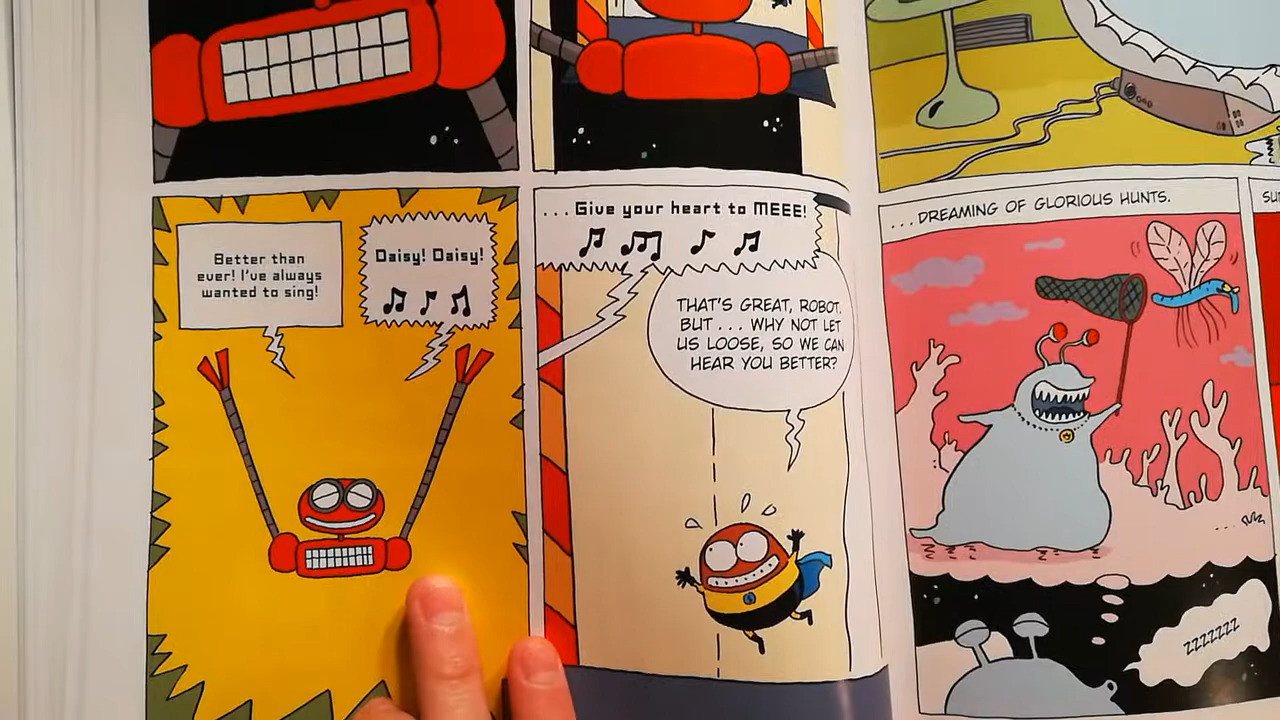 Better than
ever! I've always
wanted to sing!
Daisy! Daisy!
...Give your heart to MEEE!
THAT'S GREAT, ROBOT.
BUT... WHY NOT LET
US LOOSE, SO WE CAN
HEAR YOU BETTER?
...DREAMING OF GLORIOUS HUNTS.
ZZZZZZZ